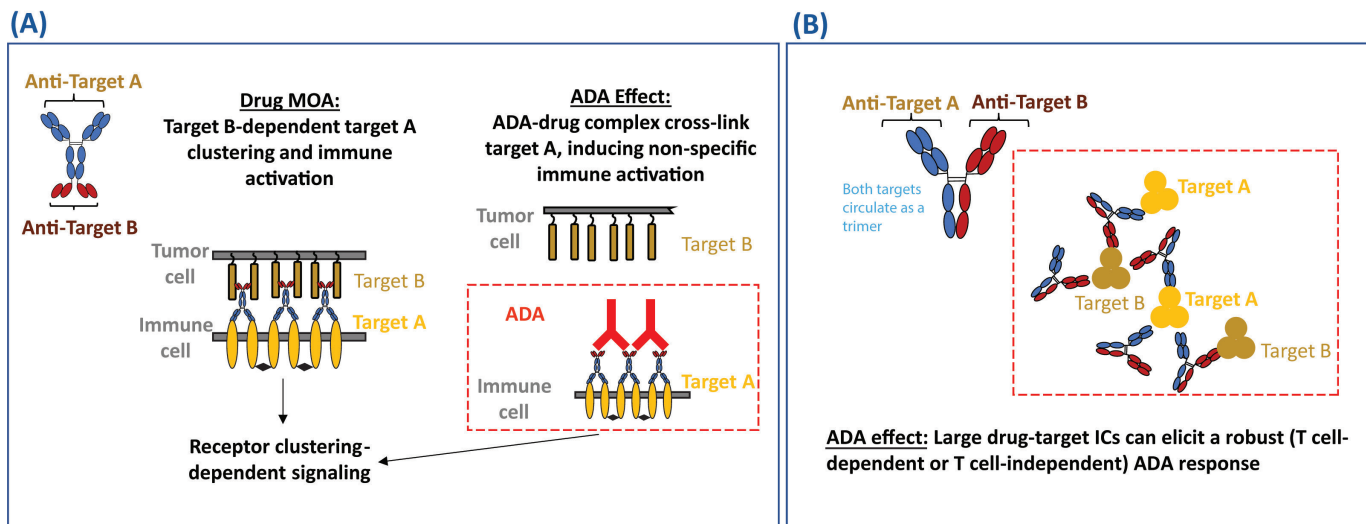 (A)
Anti-Target A
Anti-Target B
Drug MOA:
Target B-dependent target A
clustering and immune
activation
Tumor
cell
Target B
Immune
cell
Target A
Receptor clustering-
dependent signaling
ADA Effect:
ADA-drug complex cross-link
target A, inducing non-specific
immune activation
Tumor
cell
Target B
ADA
Immune
cell
Target A
(B)
Anti-Target A
Anti-Target B
Both targets
circulate as a
trimer
Target A
Target B
Target A
Target B
ADA effect: Large drug-target ICs can elicit a robust (T cell-
dependent or T cell-independent) ADA response